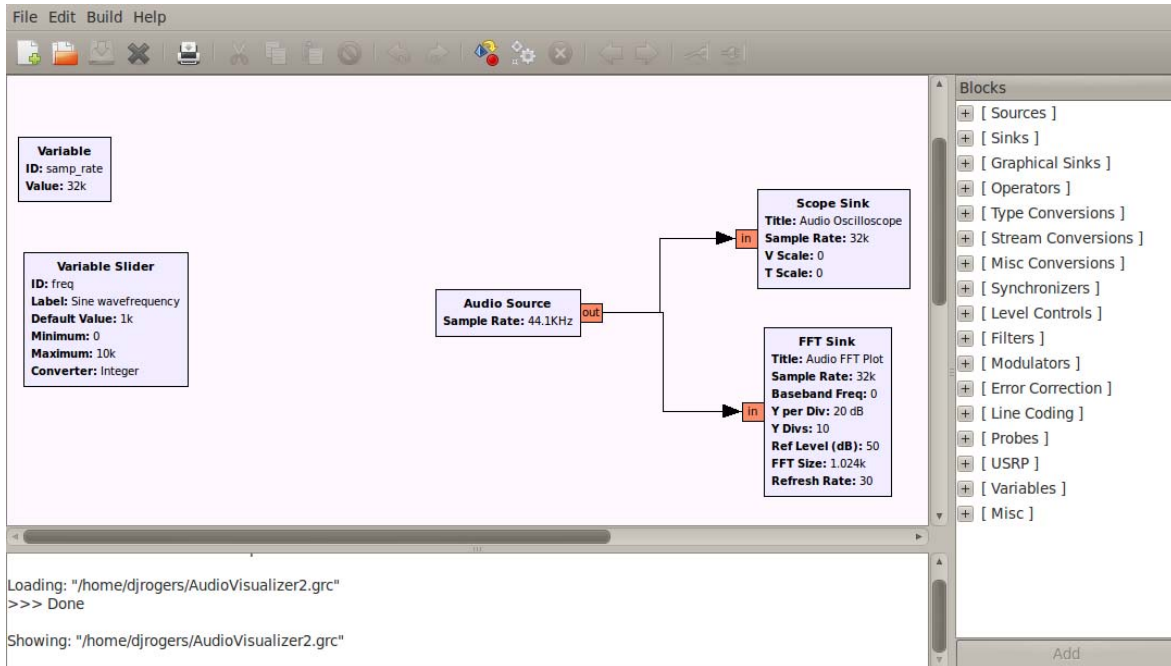 File Edit Build Help
Variable
ID: samp_rate
Value: 32k
Variable Slider
ID: freq
Label: Sine wavefrequency
Default Value: 1k
Minimum: 0
Maximum: 10k
Converter: Integer
Audio Source
Sample Rate: 44.1KHz
out
in
Scope Sink
Title: Audio Oscilloscope
Sample Rate: 32k
V Scale: 0
T Scale: 0
in
FFT Sink
Title: Audio FFT Plot
Sample Rate: 32k
Baseband Freq: 0
Y per Div: 20 dB
Y Divs: 10
Ref Level (dB): 50
FFT Size: 1.024k
Refresh Rate: 30
Blocks
[ Sources ]
[ Sinks ]
[ Graphical Sinks ]
[ Operators ]
[ Type Conversions ]
[ Stream Conversions ]
[ Misc Conversions ]
[ Synchronizers ]
[ Level Controls ]
[ Filters ]
[ Modulators ]
[ Error Correction ]
[ Line Coding ]
[ Probes ]
[ USRP ]
[ Variables ]
[ Misc ]
Add
Loading: "/home/djrogers/AudioVisualizer2.grc"
>>> Done
Showing: "/home/djrogers/AudioVisualizer2.grc"